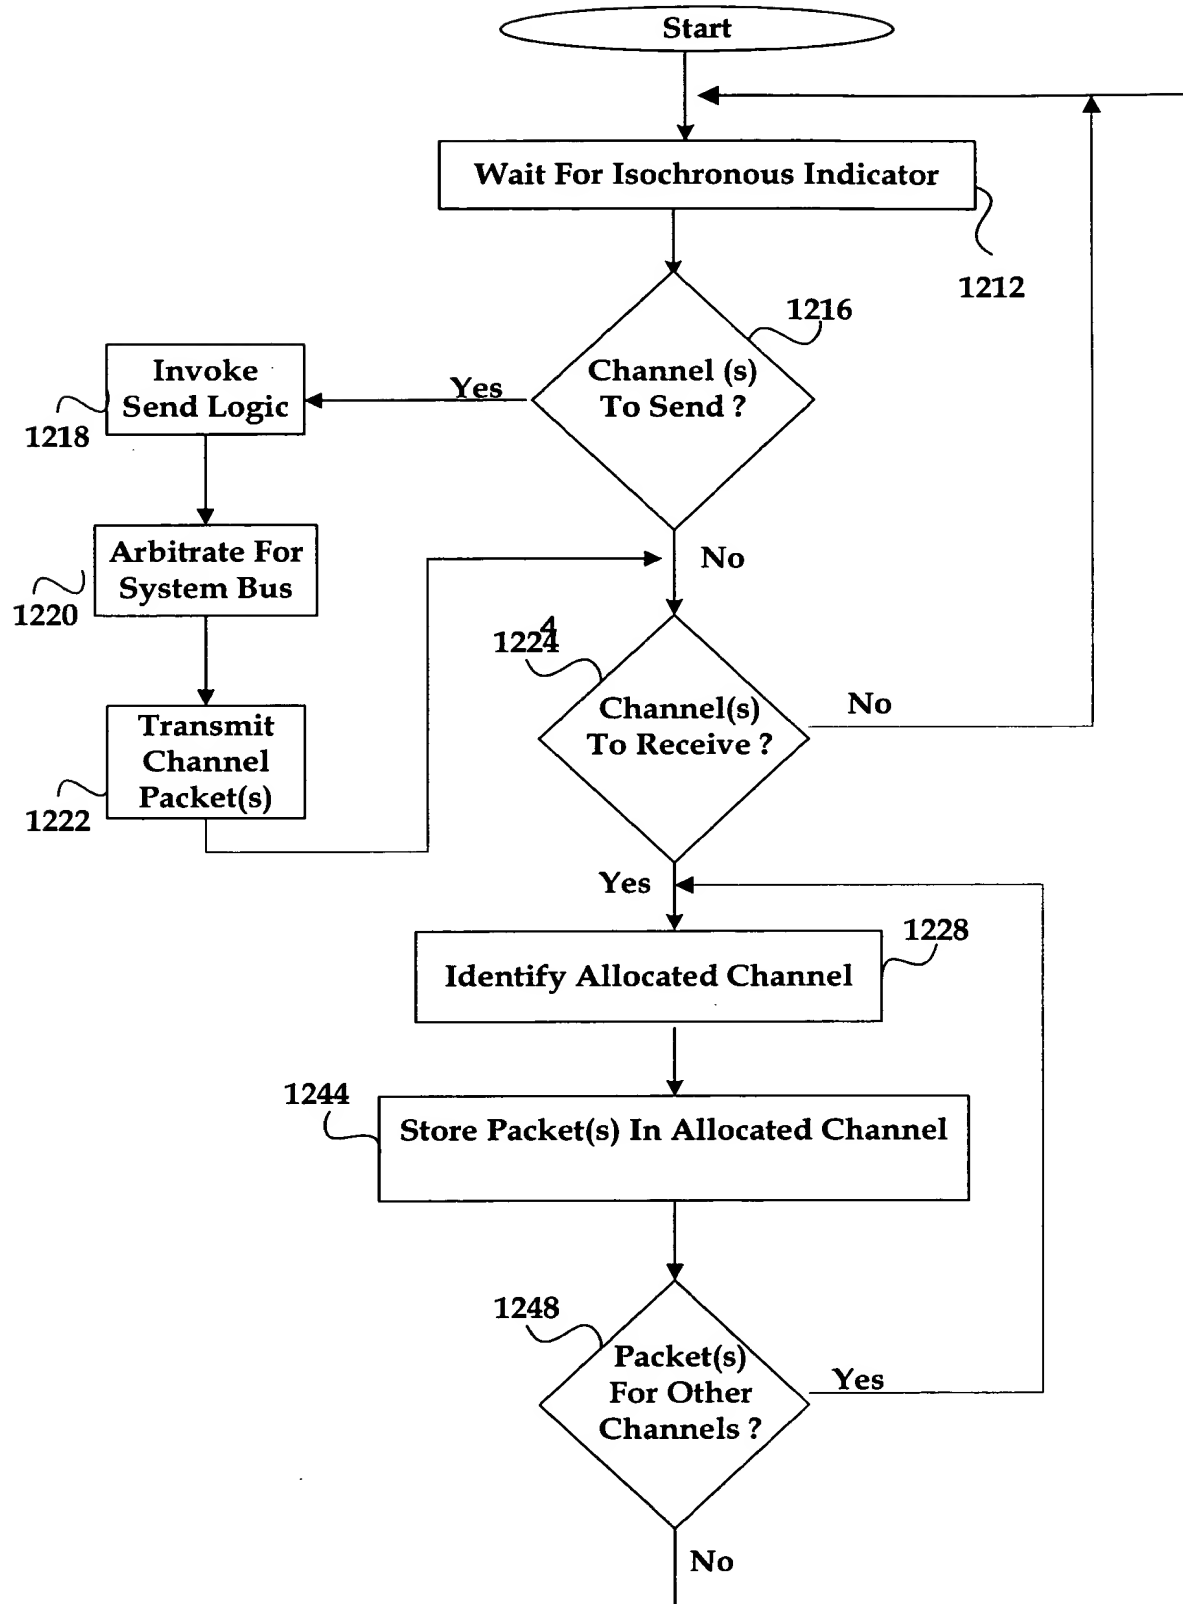 Start
Wait For Isochronous Indicator
1212
1216
Channel (s)
To Send ?
Yes
Invoke
Send Logic
1218
No
Arbitrate For
System Bus
1220
4
1224
Channel(s)
To Receive ?
No
Transmit
Channel
Packet(s)
1222
Yes
1228
Identify Allocated Channel
1244
Store Packet(s) In Allocated Channel
1248
Packet(s)
For Other
Channels ?
Yes
No